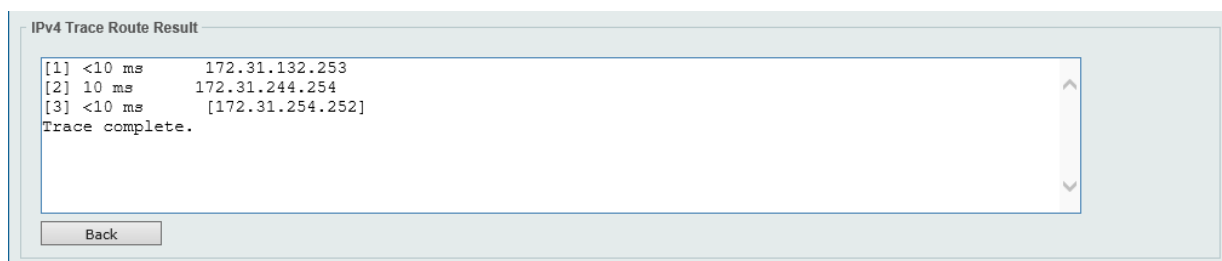 IPv4 Trace Route Result
[1] <10 ms 172.31.132.253
[2] 10 ms 172.31.244.254
[3] <10 ms [172.31.254.252]
Trace complete.
Back